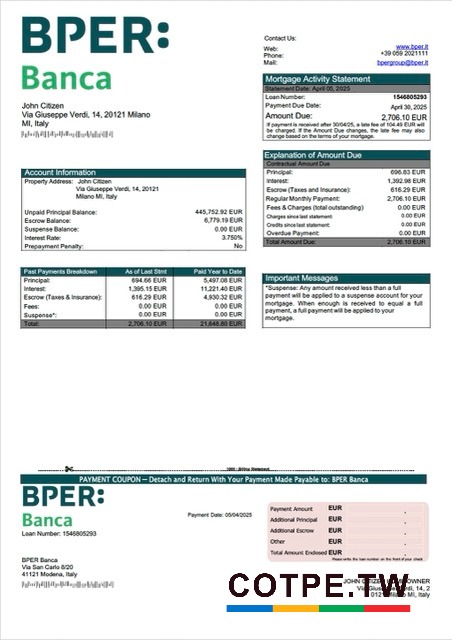 BPER:
Banca
Contact Us:
Web: www.bper.it
Phone: +39 059 2021111
Mail: bpergroup@bper.it
John Citizen
Via Giuseppe Verdi, 14, 20121 Milano
MI, Italy
Mortgage Activity Statement
Statement Date: April 05, 2025
Loan Number: 1546805293
Payment Due Date: April 30, 2025
Amount Due: 2,706.10 EUR
If payment is received after 30/04/25, a late fee of 104.49 EUR will
be charged. If the Amount Due changes, the late fee may also
change based on the terms of your mortgage.
Explanation of Amount Due
Contractual Amount Due
Principal: 696.83 EUR
Interest: 1,392.98 EUR
Escrow (Taxes and Insurance): 616.29 EUR
Regular Monthly Payment: 2,706.10 EUR
Fees & Charges (total outstanding) 0.00 EUR
Charges since last statement: 0.00 EUR
Credits since last statement: 0.00 EUR
Overdue Payment: 0.00 EUR
Total Amount Due: 2,706.10 EUR
Account Information
Property Address: John Citizen
Via Giuseppe Verdi, 14, 20121
Milano MI, Italy
Unpaid Principal Balance: 445,752.92 EUR
Escrow Balance: 6,779.19 EUR
Suspense Balance: 0.00 EUR
Interest Rate: 3.750%
Prepayment Penalty: No
Past Payments Breakdown As of Last Stmt Paid Year to Date
Principal: 694.66 EUR 5,497.08 EUR
Interest: 1,395.15 EUR 11,221.40 EUR
Escrow (Taxes & Insurance): 616.29 EUR 4,930.32 EUR
Fees: 0.00 EUR 0.00 EUR
Suspense*: 0.00 EUR 0.00 EUR
Total: 2,706.10 EUR 21,648.80 EUR
Important Messages
*Suspense: Any amount received less than a full
payment will be applied to a suspense account for your
mortgage. When enough is received to equal a full
payment, a full payment will be applied to your
mortgage.
PAYMENT COUPON — Detach and Return With Your Payment Made Payable to: BPER Banca
BPER:
Banca
Loan Number: 1546805293
Payment Date: 05/04/2025
Payment Amount EUR
Additional Principal EUR
Additional Escrow EUR
Other EUR
Total Amount Enclosed EUR
Please write the loan number on the front of your check
BPER Banca
Via San Carlo 8/20
41121 Modena, Italy
COTPE.TW